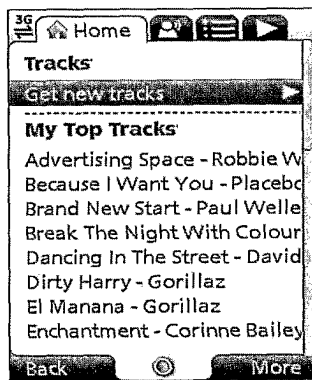 3G
Home
Tracks
Get new tracks
My Top Tracks
Advertising Space - Robbie W
Because I Want You - Placebo
Brand New Start - Paul Welle
Break The Night With Colour
Dancing In The Street - David
Dirty Harry - Gorillaz
El Manana - Gorillaz
Enchantment - Corinne Bailey
Back
More